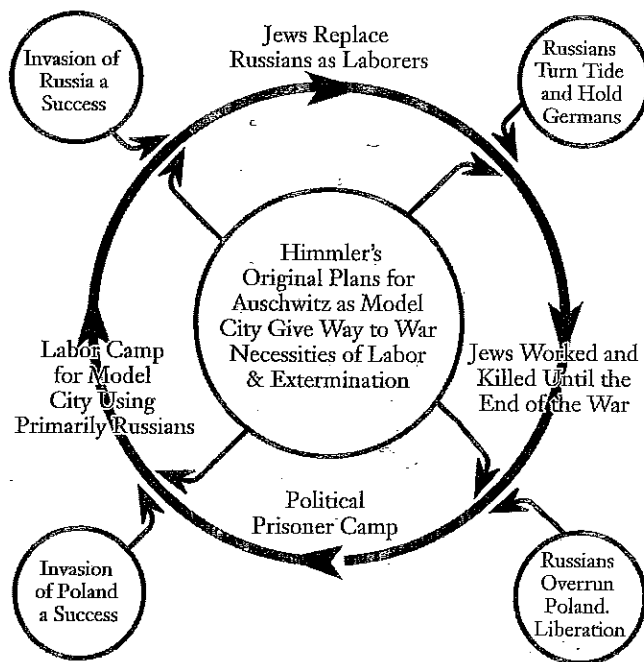 Jews Replace
Russians as Laborers
Invasion of
Russia a
Success
Russians
Turn Tide
and Hold
Germans
Himmler's
Original Plans for
Auschwitz as Model
City Give Way to War
Necessities of Labor
& Extermination
Labor Camp
for Model
City Using
Primarily Russians
Jews Worked and
Killed Until the
End of the War
Political
Prisoner Camp
Invasion
of Poland
a Success
Russians
Overrun
Poland.
Liberation